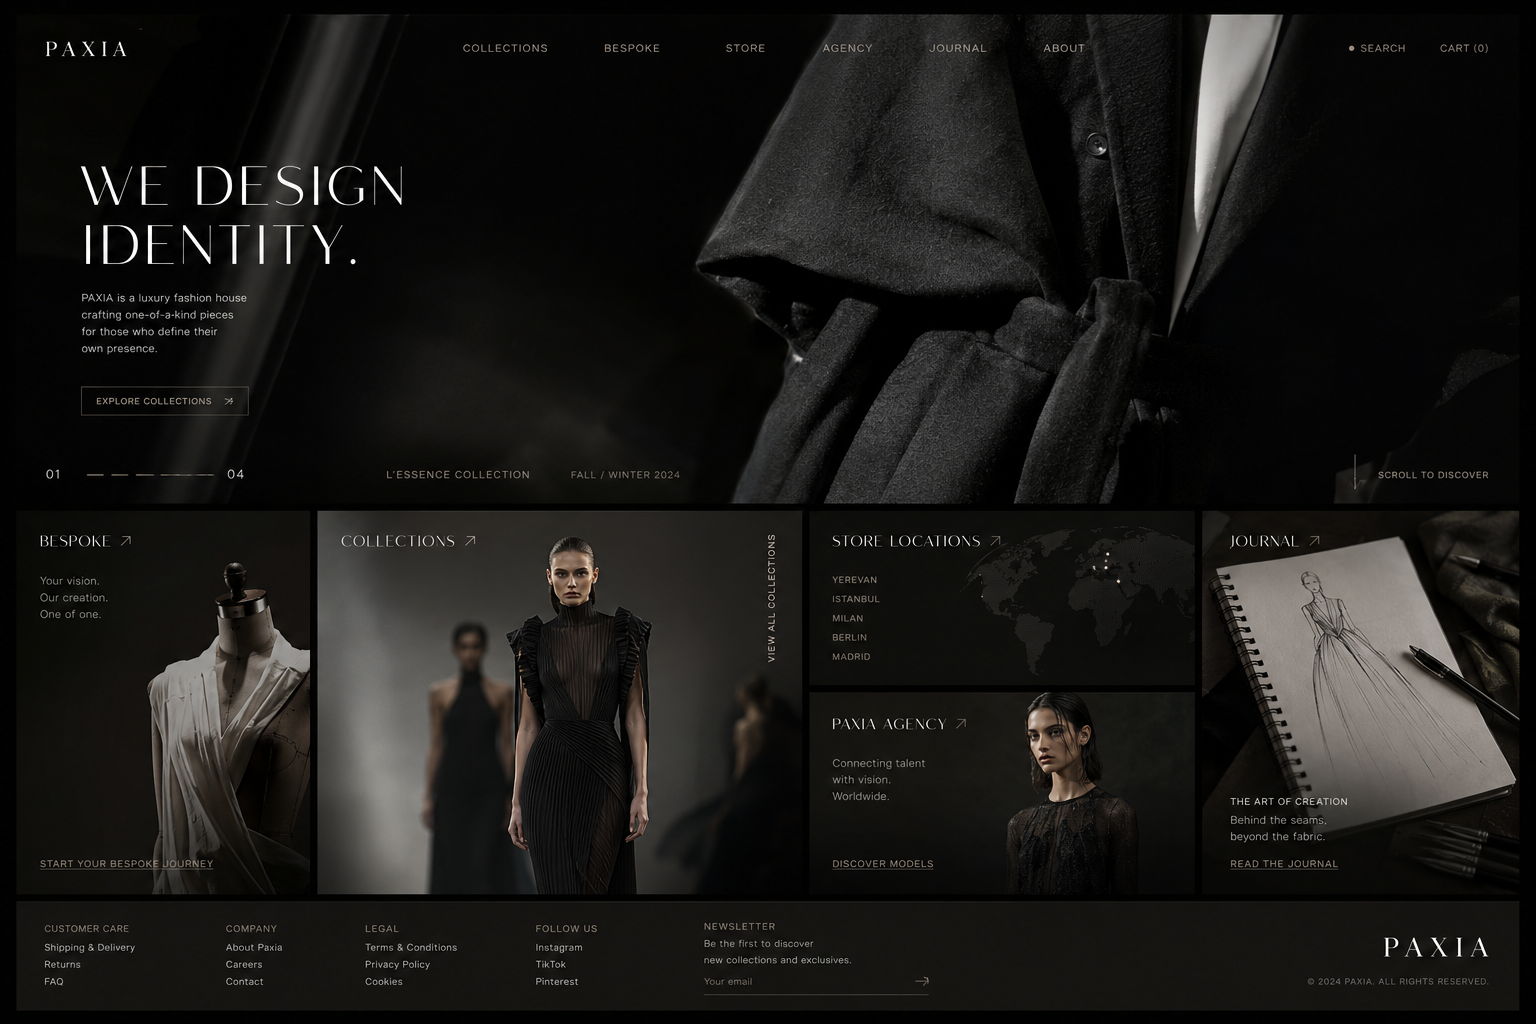 PAXIA
COLLECTIONS
BESPOKE
STORE
AGENCY
JOURNAL
ABOUT
SEARCH
CART (0)
WE DESIGN
IDENTITY.
PAXIA is a luxury fashion house
crafting one-of-a-kind pieces
for those who define their
own presence.
EXPLORE COLLECTIONS
01
04
L'ESSENCE COLLECTION
FALL / WINTER 2024
SCROLL TO DISCOVER
BESPOKE
Your vision.
Our creation.
One of one.
START YOUR BESPOKE JOURNEY
COLLECTIONS
VIEW ALL COLLECTIONS
STORE LOCATIONS
YEREVAN
ISTANBUL
MILAN
BERLIN
MADRID
PAXIA AGENCY
Connecting talent
with vision.
Worldwide.
DISCOVER MODELS
JOURNAL
THE ART OF CREATION
Behind the seams,
beyond the fabric.
READ THE JOURNAL
CUSTOMER CARE
Shipping & Delivery
Returns
FAQ
COMPANY
About Paxia
Careers
Contact
LEGAL
Terms & Conditions
Privacy Policy
Cookies
FOLLOW US
Instagram
TikTok
Pinterest
NEWSLETTER
Be the first to discover
new collections and exclusives.
Your email
PAXIA
© 2024 PAXIA. ALL RIGHTS RESERVED.